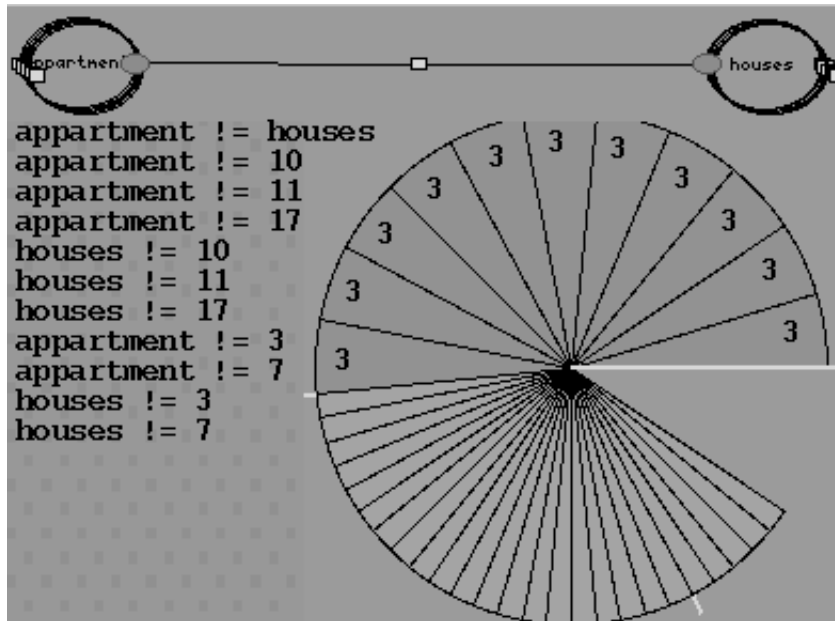 appartment
houses
appartment != houses
appartment != 10
appartment != 11
appartment != 17
houses != 10
houses != 11
houses != 17
appartment != 3
appartment != 7
houses != 3
houses != 7
3
3
3
3
3
3
3
3
3
3
3